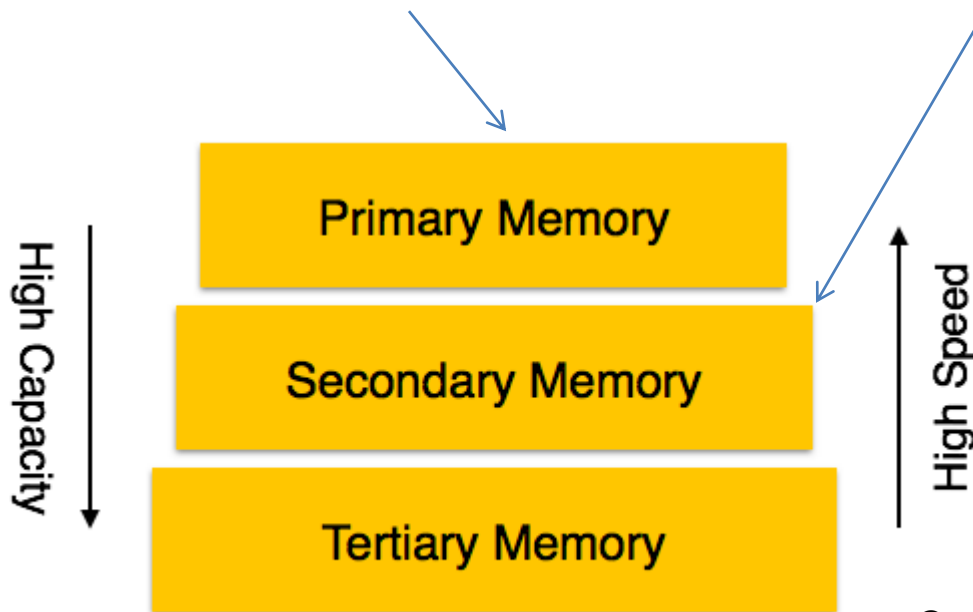 Primary Memory
High Capacity
High Speed
Secondary Memory
Tertiary Memory